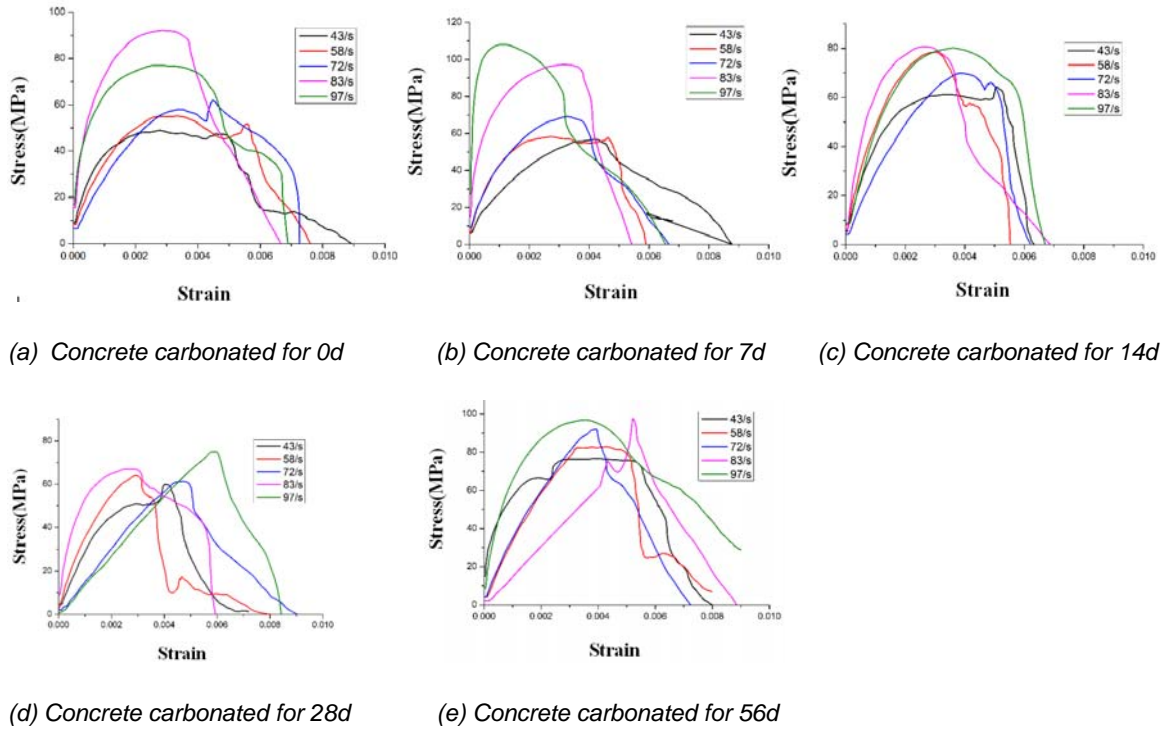 100
80
60
40
20
0
Stress(MPa)
0.000 0.002 0.004 0.006 0.008 0.010
Strain
43/s
58/s
72/s
83/s
97/s
120
100
80
60
40
20
0
Stress(MPa)
0.000 0.002 0.004 0.006 0.008 0.010
Strain
43/s
58/s
72/s
83/s
97/s
80
60
40
20
0
Stress(MPa)
0.000 0.002 0.004 0.006 0.008 0.010
Strain
43/s
58/s
72/s
83/s
97/s
(a) Concrete carbonated for 0d
(b) Concrete carbonated for 7d
(c) Concrete carbonated for 14d
80
60
40
20
0
Stress(MPa)
0.000 0.002 0.004 0.006 0.008 0.010
Strain
43/s
58/s
72/s
83/s
97/s
100
80
60
40
20
0
Stress(MPa)
0.000 0.002 0.004 0.006 0.008 0.010
Strain
43/s
58/s
72/s
83/s
97/s
(d) Concrete carbonated for 28d
(e) Concrete carbonated for 56d